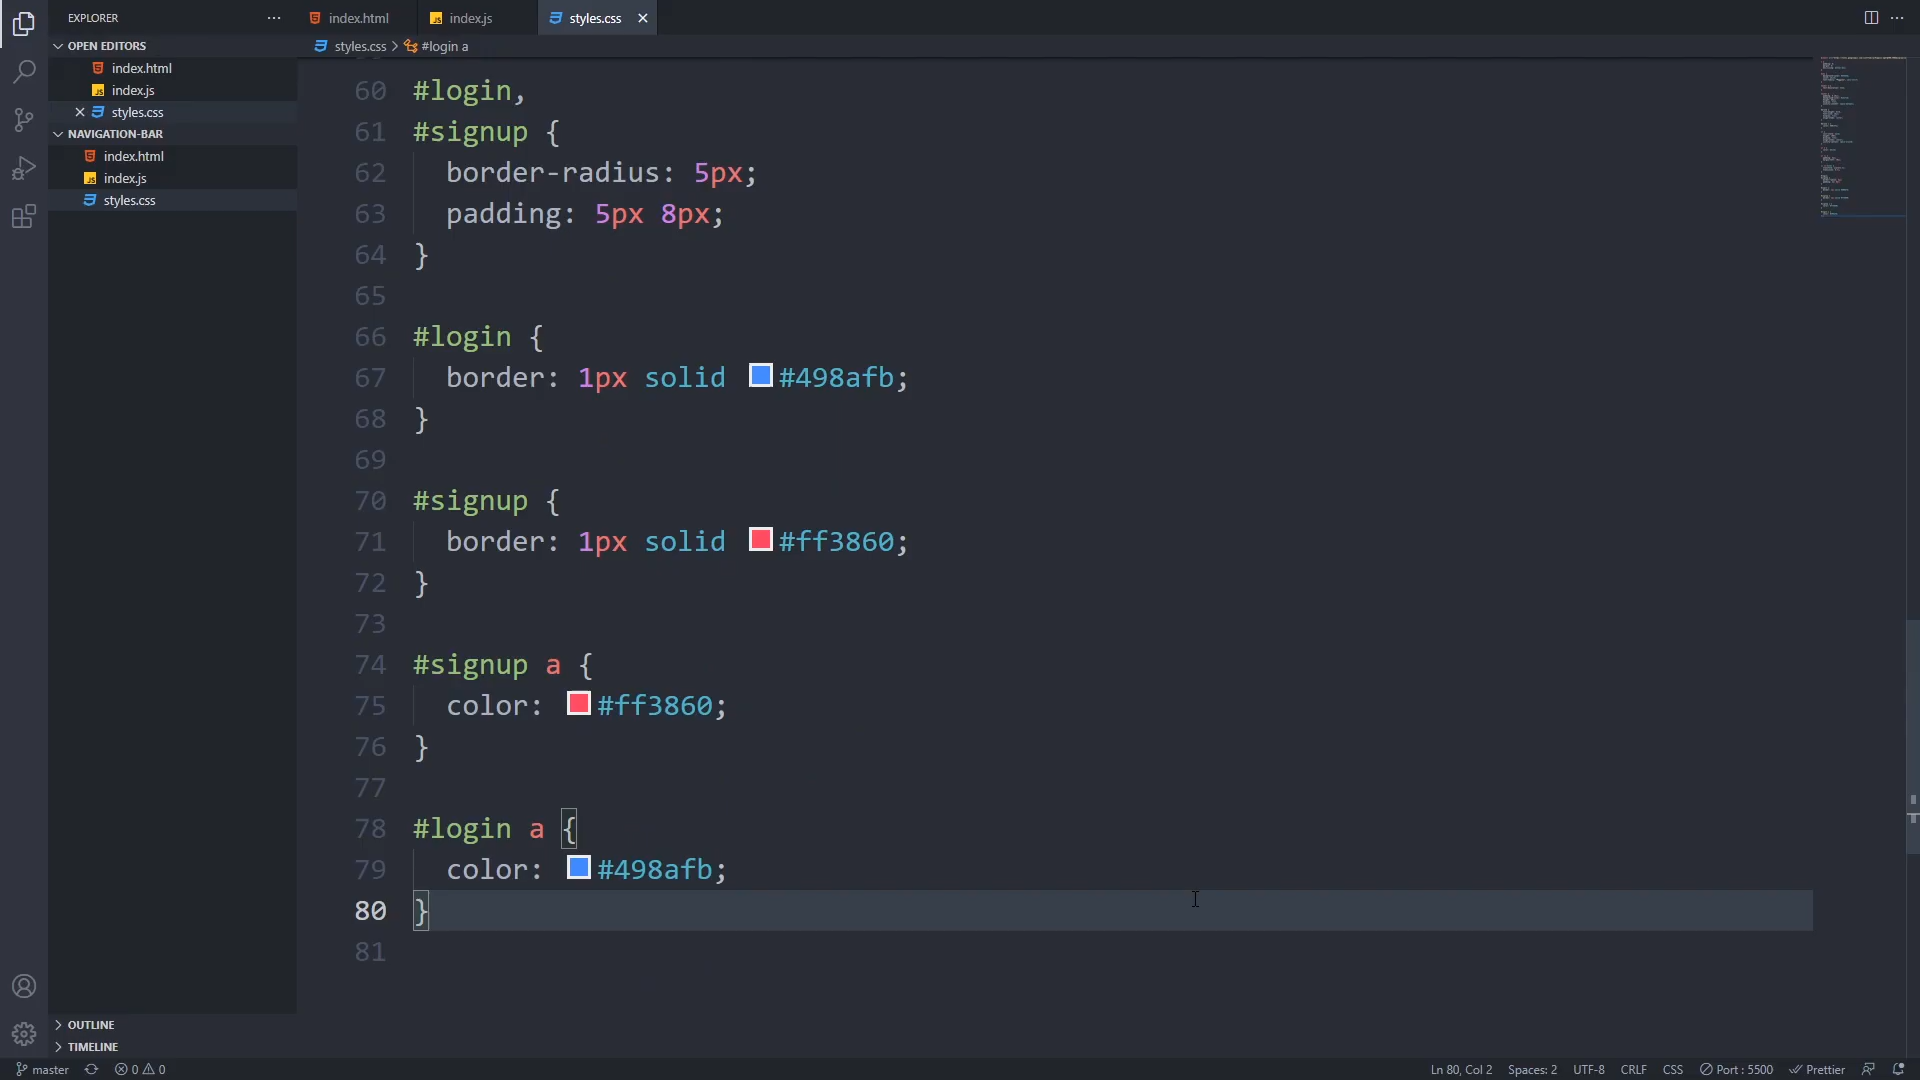 EXPLORER
OPEN EDITORS
index.html
index.js
styles.css
NAVIGATION-BAR
index.html
index.js
styles.css
OUTLINE
TIMELINE
index.html
index.js
styles.css
styles.css > #login a
60 #login,
61 #signup {
62 border-radius: 5px;
63 padding: 5px 8px;
64 }
65
66 #login {
67 border: 1px solid #498afb;
68 }
69
70 #signup {
71 border: 1px solid #ff3860;
72 }
73
74 #signup a {
75 color: #ff3860;
76 }
77
78 #login a {
79 color: #498afb;
80 }
81
master 0 0 Ln 80, Col 2 Spaces: 2 UTF-8 CRLF CSS Port : 5500 Prettier